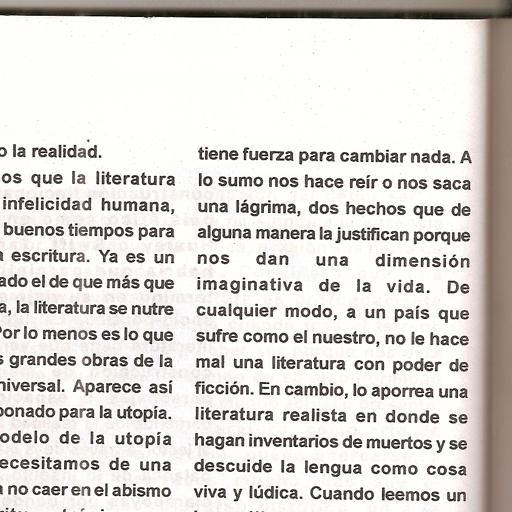 o la realidad.
os que la literatura
infelicidad humana,
buenos tiempos para
a escritura. Ya es un
ado el de que más que
a, la literatura se nutre
Por lo menos es lo que
s grandes obras de la
niversal. Aparece así
bonado para la utopía.
odelo de la utopía
ecesitamos de una
a no caer en el abismo
tiene fuerza para cambiar nada. A
lo sumo nos hace reír o nos saca
una lágrima, dos hechos que de
alguna manera la justifican porque
nos dan una dimensión
imaginativa de la vida. De
cualquier modo, a un país que
sufre como el nuestro, no le hace
mal una literatura con poder de
ficción. En cambio, lo aporrea una
literatura realista en donde se
hagan inventarios de muertos y se
descuide la lengua como cosa
viva y lúdica. Cuando leemos un